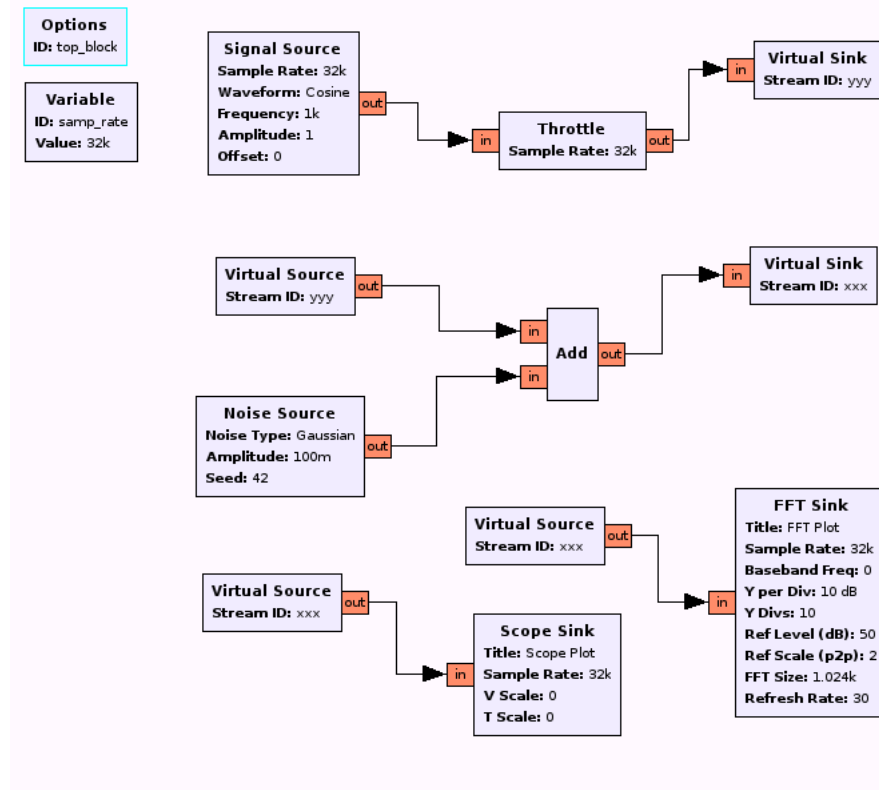 Options
ID: top_block
Variable
ID: samp_rate
Value: 32k
Signal Source
Sample Rate: 32k
Waveform: Cosine
Frequency: 1k
Amplitude: 1
Offset: 0
out
in
Throttle
Sample Rate: 32k
out
in
Virtual Sink
Stream ID: yyy
Virtual Source
Stream ID: yyy
out
Noise Source
Noise Type: Gaussian
Amplitude: 100m
Seed: 42
out
in
in
Add
out
in
Virtual Sink
Stream ID: xxx
Virtual Source
Stream ID: xxx
out
in
FFT Sink
Title: FFT Plot
Sample Rate: 32k
Baseband Freq: 0
Y per Div: 10 dB
Y Divs: 10
Ref Level (dB): 50
Ref Scale (p2p): 2
FFT Size: 1.024k
Refresh Rate: 30
Virtual Source
Stream ID: xxx
out
in
Scope Sink
Title: Scope Plot
Sample Rate: 32k
V Scale: 0
T Scale: 0